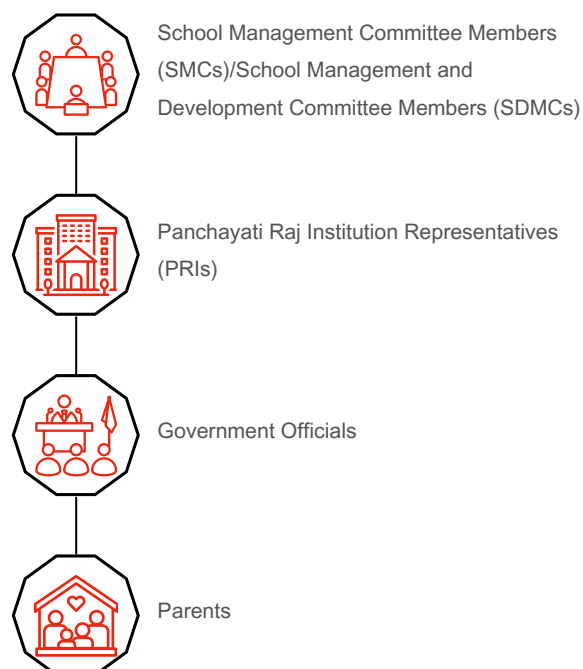 School Management Committee Members
(SMCs)/School Management and
Development Committee Members (SDMCs)
Panchayati Raj Institution Representatives
(PRIs)
Government Officials
Parents